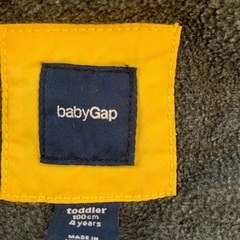 babyGap
toddler
100cm
4 years
MADE IN